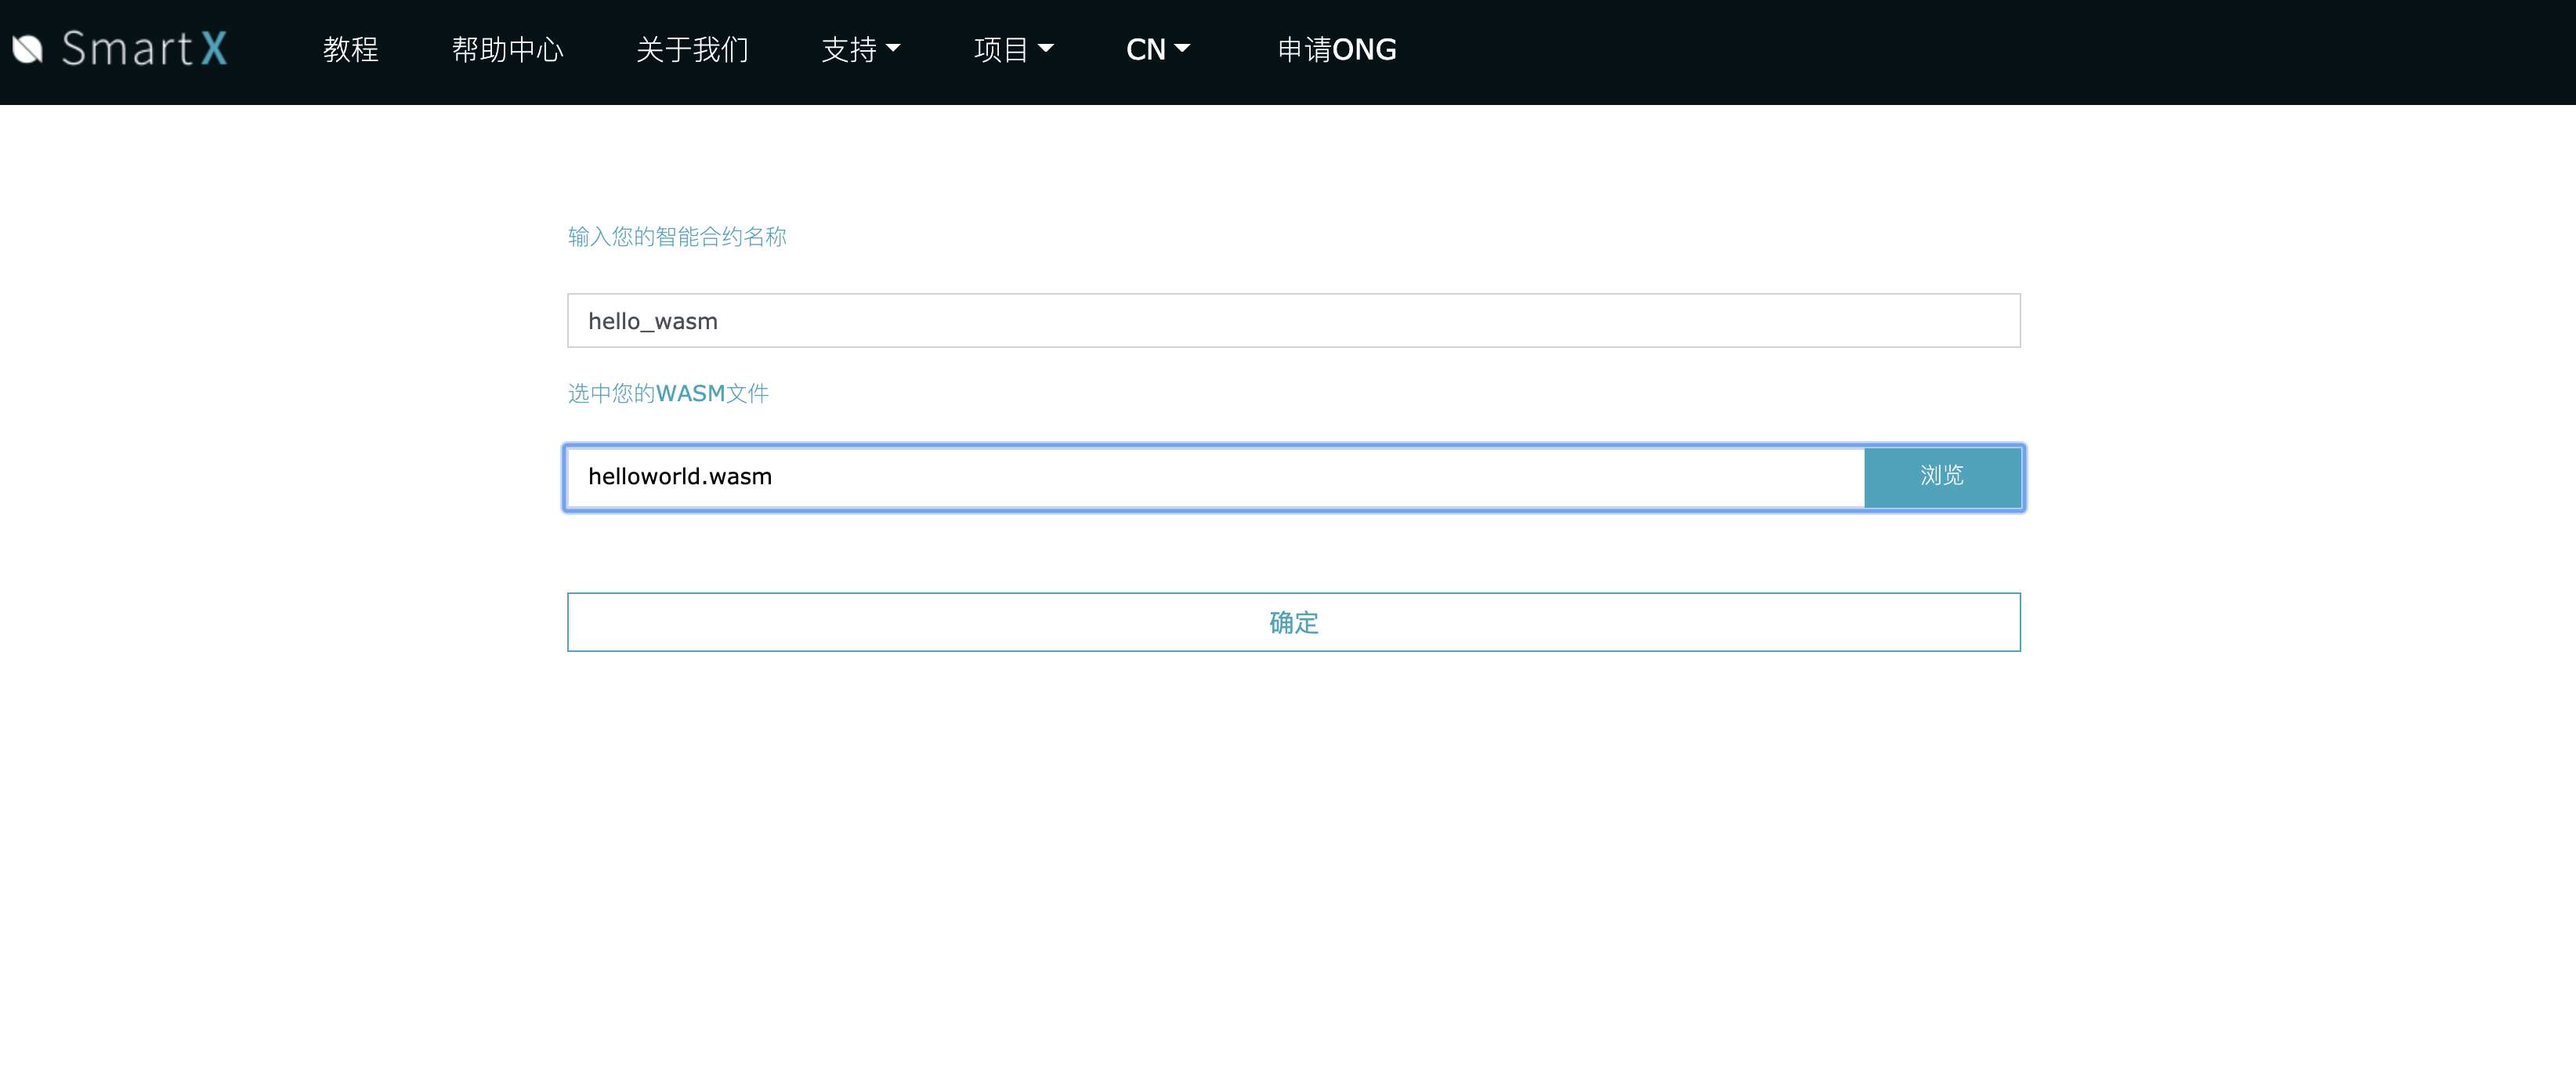 SmartX 教程 帮助中心 关于我们 支持 项目 CN 申请ONG
输入您的智能合约名称
hello_wasm
选中您的WASM文件
helloworld.wasm 浏览
确定